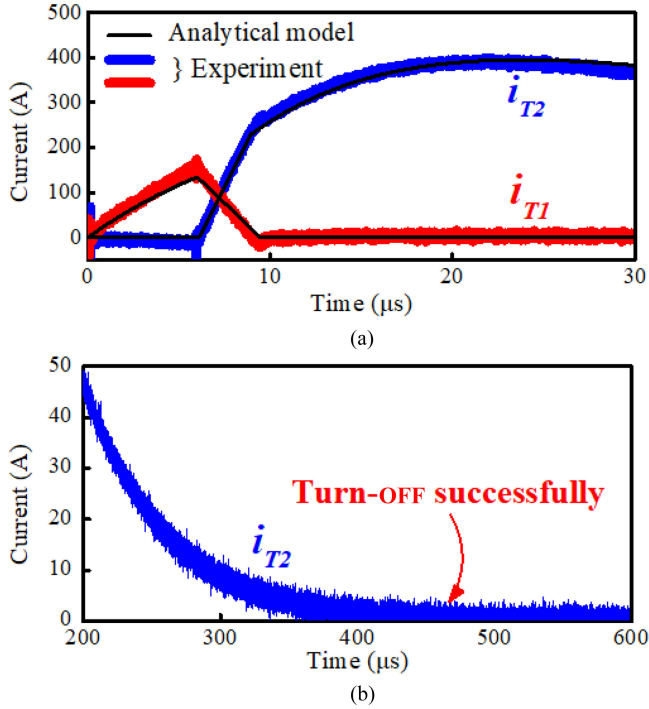 500
Analytical model
} Experiment
400
300
200
100
0
Current (A)
iT2
iT1
0
10
20
30
Time (μs)
(a)
50
40
30
20
10
0
Current (A)
Turn-OFF successfully
iT2
200
300
400
500
600
Time (μs)
(b)